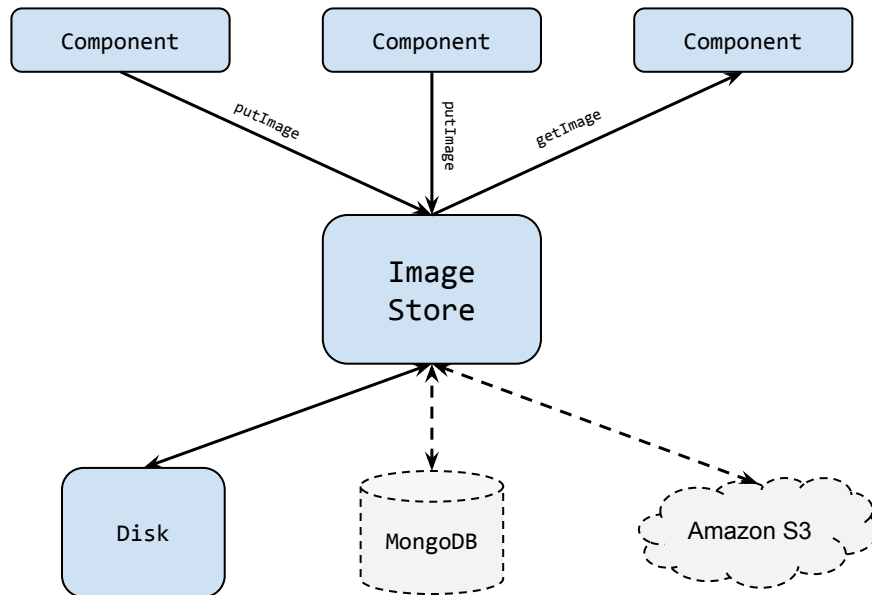 Component
Component
Component
putImage
putImage
getImage
Image
Store
Disk
MongoDB
Amazon S3